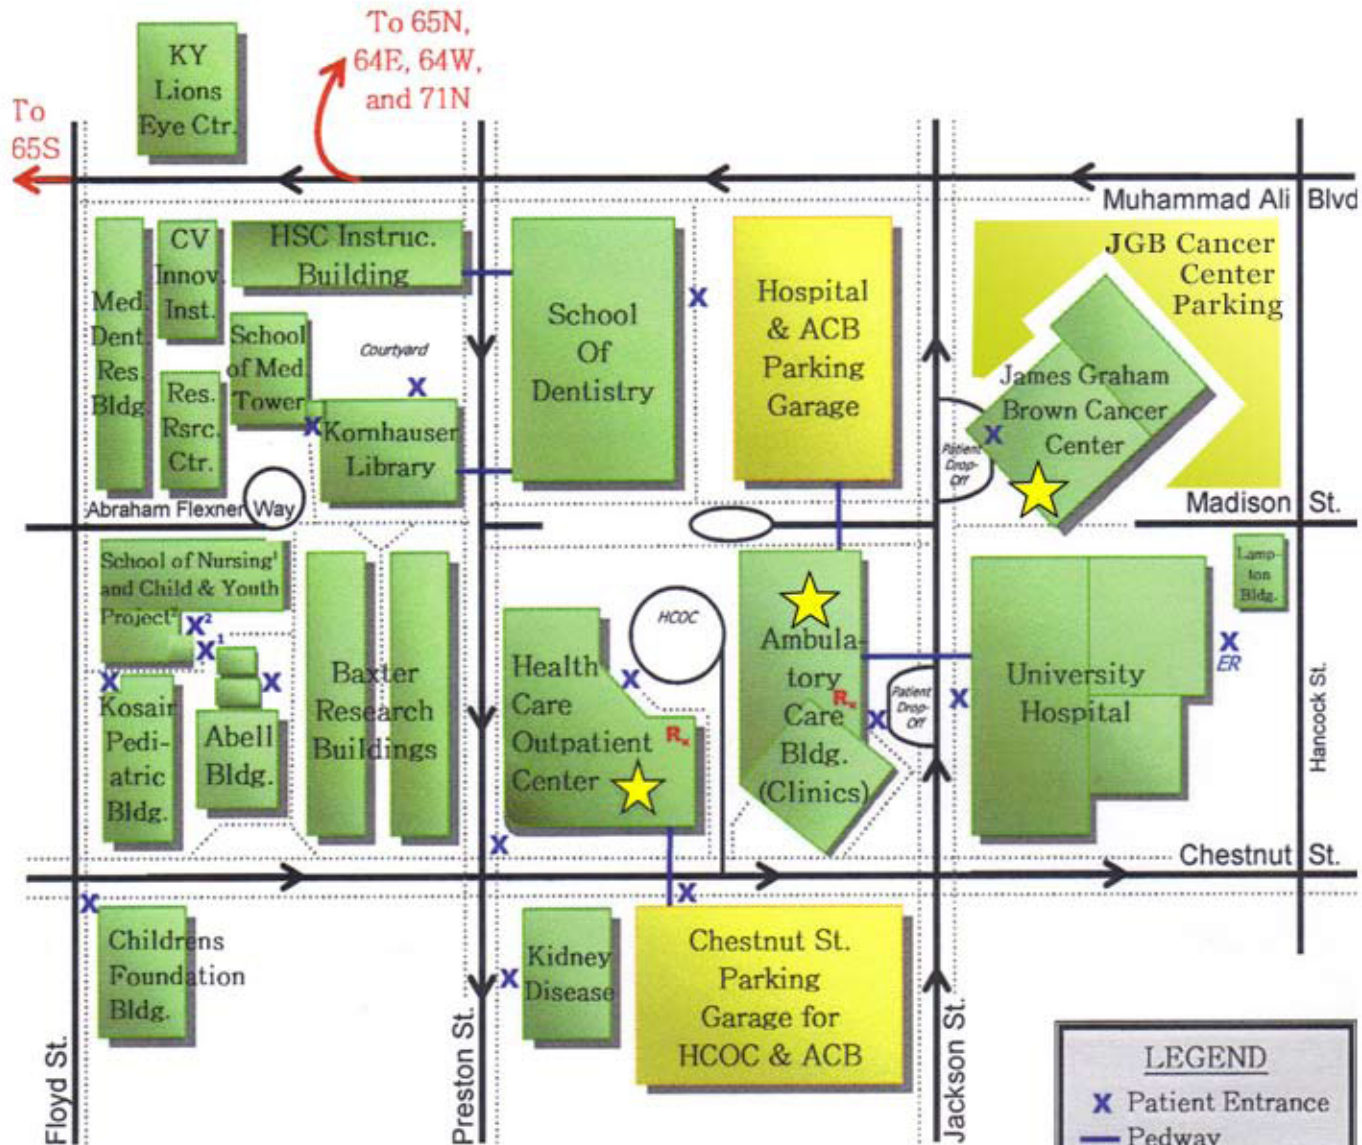 To 65N,
64E, 64W,
and 71N
To
65S
KY
Lions
Eye Ctr.
Muhammad Ali Blvd
Med.
Dent.
Res.
Bldg
CV
Innov.
Inst.
HSC Instruc.
Building
School
of Med
Tower
Courtyard
Res.
Rsrc.
Ctr.
X
X
Kornhauser
Library
School
Of
Dentistry
X
Hospital
& ACB
Parking
Garage
JGB Cancer
Center
Parking
James Graham
Brown Cancer
Center
X
Patient
Drop-
Off
Abraham Flexner Way
Madison St.
School of Nursing¹
and Child & Youth
Project²
X²
X¹
X
X
Kosair
Pedi-
atric
Bldg.
Abell
Bldg.
Baxter
Research
Buildings
Health
Care
Outpatient
Center
X
Rx
HCOC
Ambula-
tory
Care
Bldg.
(Clinics)
Rx
X
Patient
Drop-
Off
X
University
Hospital
Lamp-
ton
Bldg.
X
ER
Hancock St.
X
Chestnut St.
X
X
Childrens
Foundation
Bldg.
X
Kidney
Disease
Chestnut St.
Parking
Garage for
HCOC & ACB
Floyd St.
Preston St.
Jackson St.
LEGEND
X Patient Entrance
Pedway